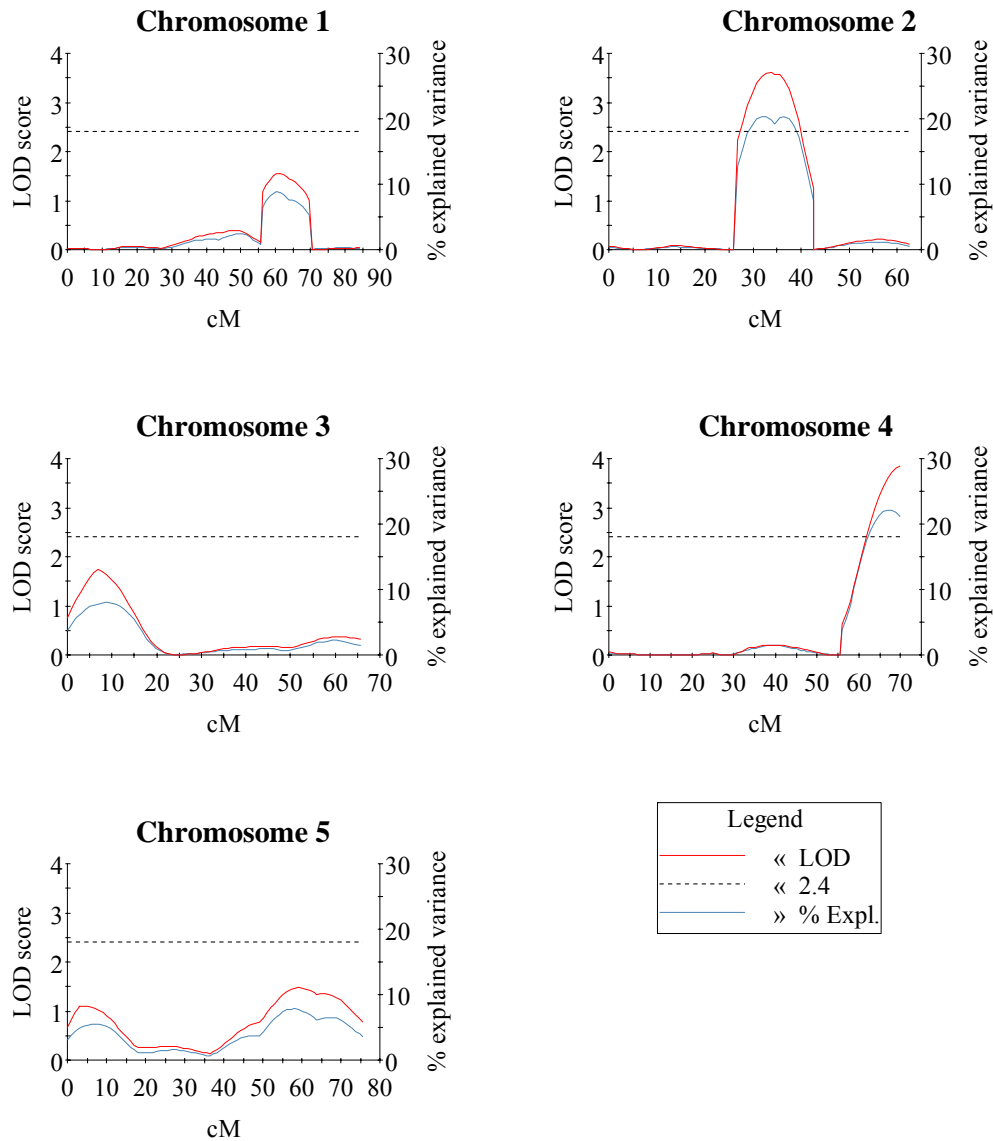 Chromosome 1
LOD score
4
3
2
1
0
30
20
10
0
% explained variance
0 10 20 30 40 50 60 70 80 90
cM
Chromosome 2
LOD score
4
3
2
1
0
30
20
10
0
% explained variance
0 10 20 30 40 50 60
cM
Chromosome 3
LOD score
4
3
2
1
0
30
20
10
0
% explained variance
0 10 20 30 40 50 60 70
cM
Chromosome 4
LOD score
4
3
2
1
0
30
20
10
0
% explained variance
0 10 20 30 40 50 60 70
cM
Chromosome 5
LOD score
4
3
2
1
0
30
20
10
0
% explained variance
0 10 20 30 40 50 60 70 80
cM
Legend
« LOD
« 2.4
» % Expl.